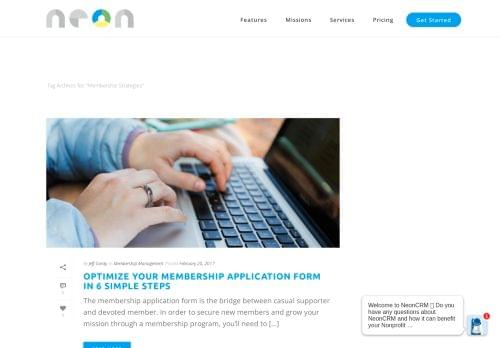 neon
Features Missions Services Pricing Get Started
Tag Archives for: "Membership Strategies"
by Jeff Gordy in Membership Management Posted February 20, 2017
OPTIMIZE YOUR MEMBERSHIP APPLICATION FORM
IN 6 SIMPLE STEPS
The membership application form is the bridge between casual supporter
and devoted member. In order to secure new members and grow your
mission through a membership program, you'll need to [...]
Welcome to NeonCRM 👋 Do you
have any questions about
NeonCRM and how it can benefit
your Nonprofit ...
1